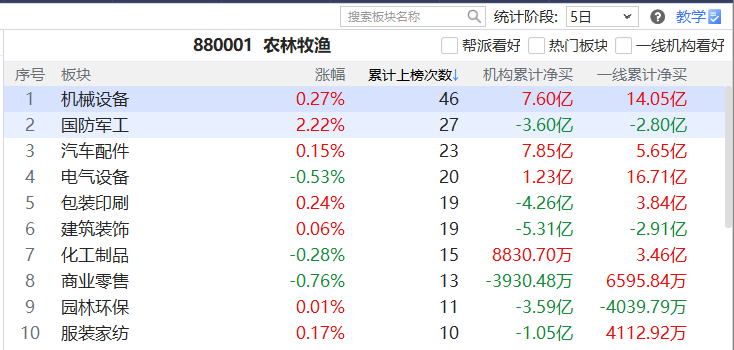 搜索板块名称 统计阶段: 5日 ? 教学
880001 农林牧渔 帮派看好 热门板块 一线机构看好
序号 板块 涨幅 累计上榜次数↓ 机构累计净买 一线累计净买
1 机械设备 0.27% 46 7.60亿 14.05亿
2 国防军工 2.22% 27 -3.60亿 -2.80亿
3 汽车配件 0.15% 23 7.85亿 5.65亿
4 电气设备 -0.53% 20 1.23亿 16.71亿
5 包装印刷 0.24% 19 -4.26亿 3.84亿
6 建筑装饰 0.06% 19 -5.31亿 -2.91亿
7 化工制品 -0.28% 15 8830.70万 3.46亿
8 商业零售 -0.76% 13 -3930.48万 6595.84万
9 园林环保 0.01% 11 -3.59亿 -4039.79万
10 服装家纺 0.17% 10 -1.05亿 4112.92万